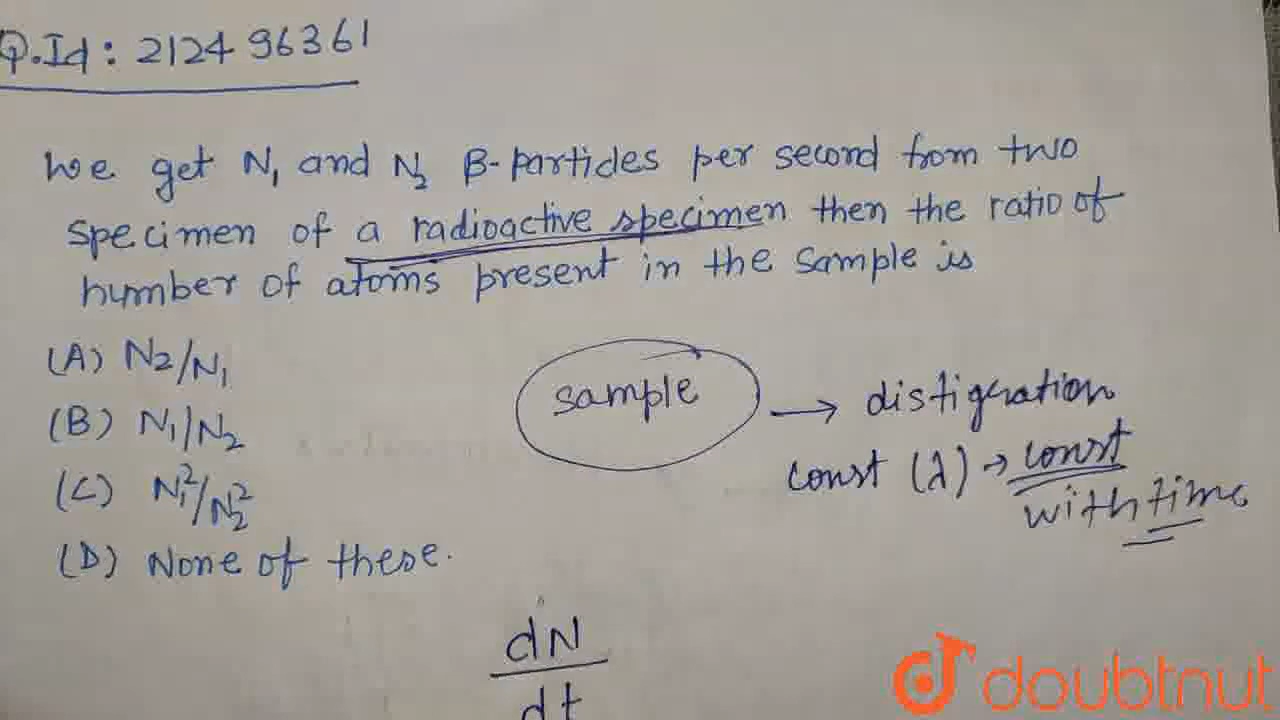 Q.Id : 212496361
We get N₁ and N₂ β-particles per second from two
specimen of a radioactive specimen then the ratio of
number of atoms present in the sample is
(A) N2/N₁
(B) N₁/N₂
(C) N₁²/N₂²
(D) None of these.
sample → distigration
const (λ) → const
with time
dN
dt
doubtnut